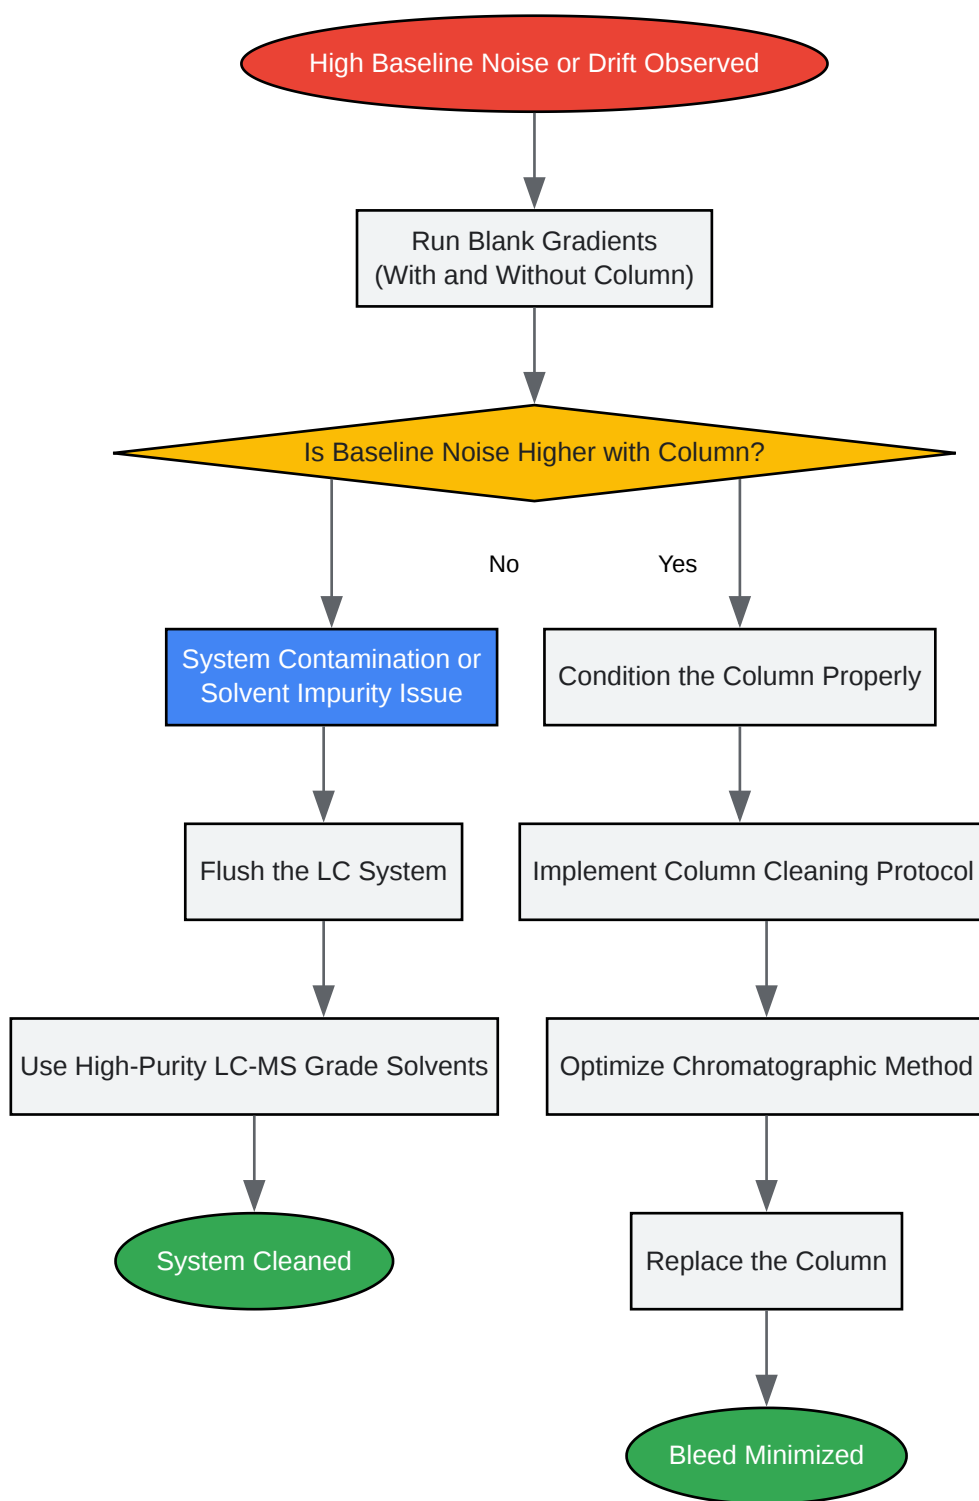 High Baseline Noise or Drift Observed
Run Blank Gradients
(With and Without Column)
Is Baseline Noise Higher with Column?
No
Yes
System Contamination or
Solvent Impurity Issue
Condition the Column Properly
Flush the LC System
Implement Column Cleaning Protocol
Use High-Purity LC-MS Grade Solvents
Optimize Chromatographic Method
System Cleaned
Replace the Column
Bleed Minimized